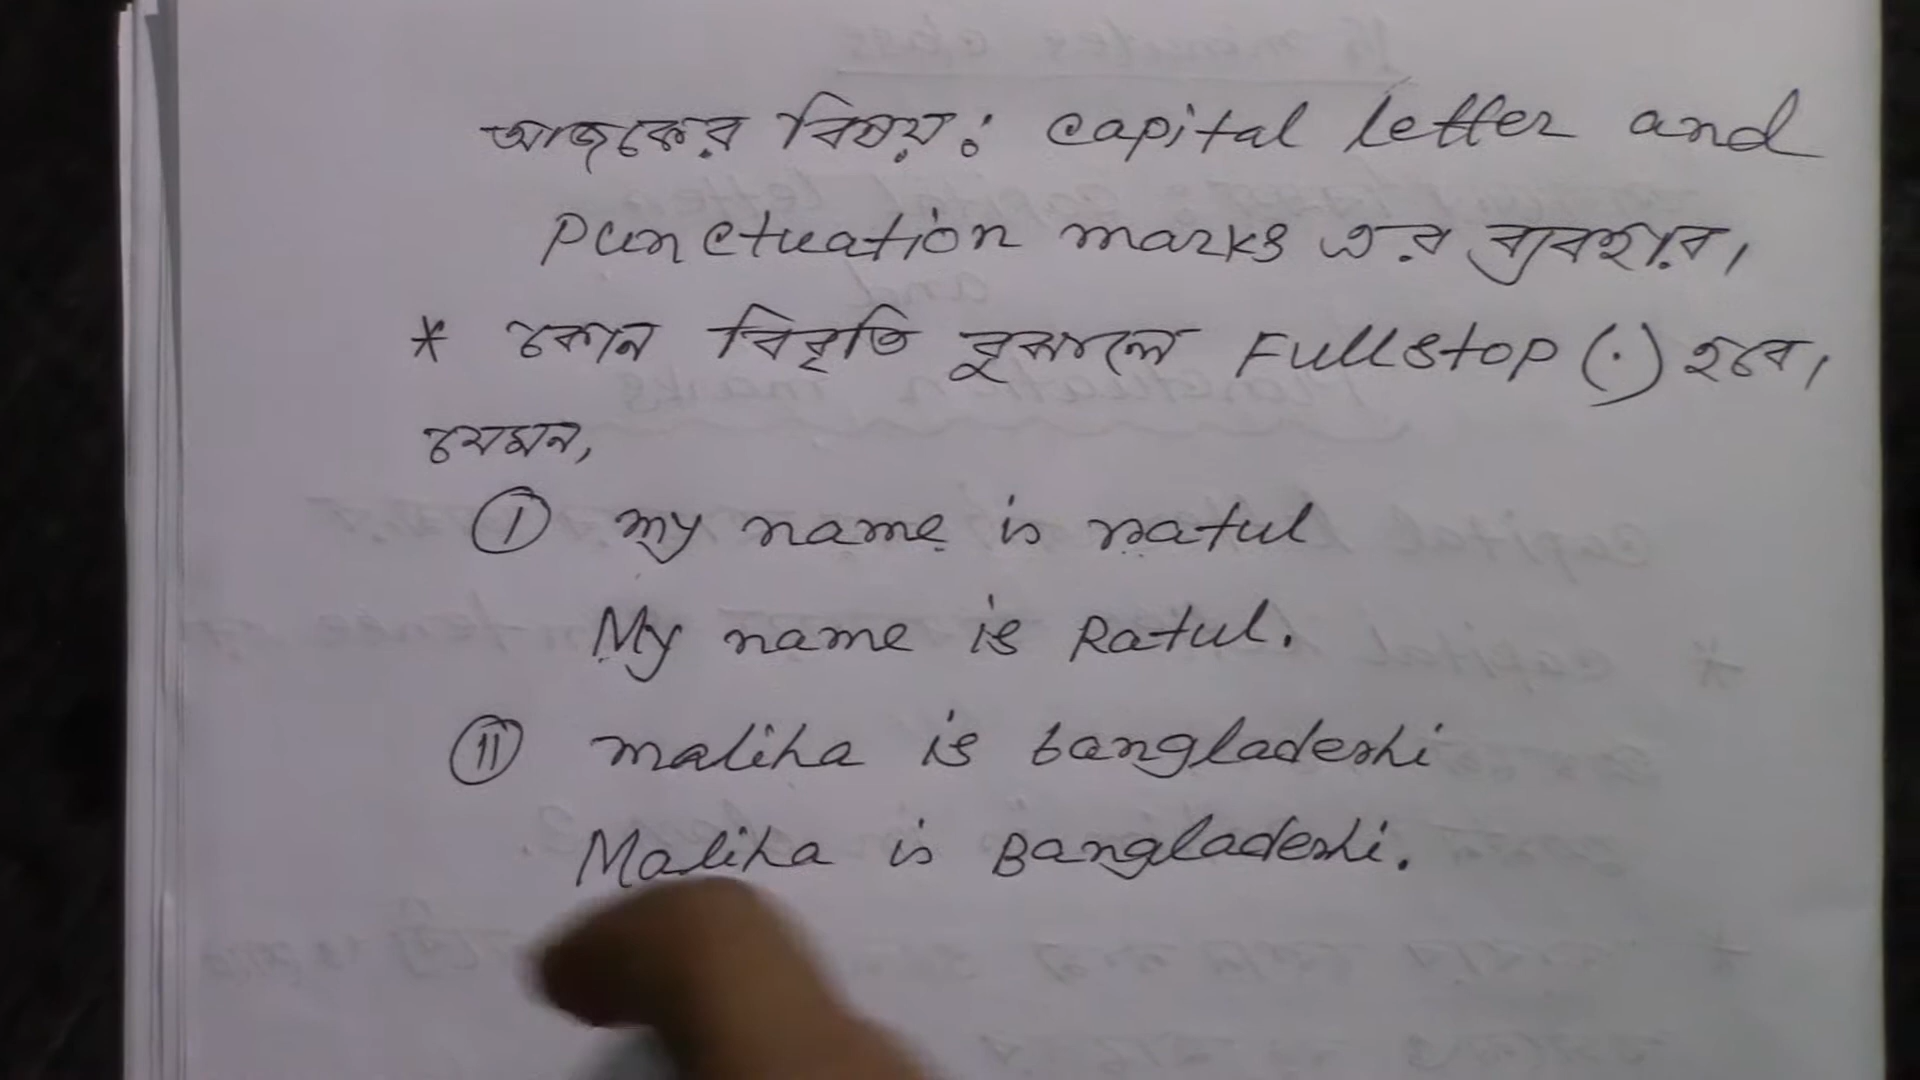 আজকের বিষয়: capital letter and
Punctuation marks এর ব্যবহার।
* কোন বিবৃতি বুঝালে Fullstop (.) হবে।
যেমন,
(I) my name is ratul
My name is Ratul.
(II) maliha is bangladeshi
Maliha is Bangladeshi.